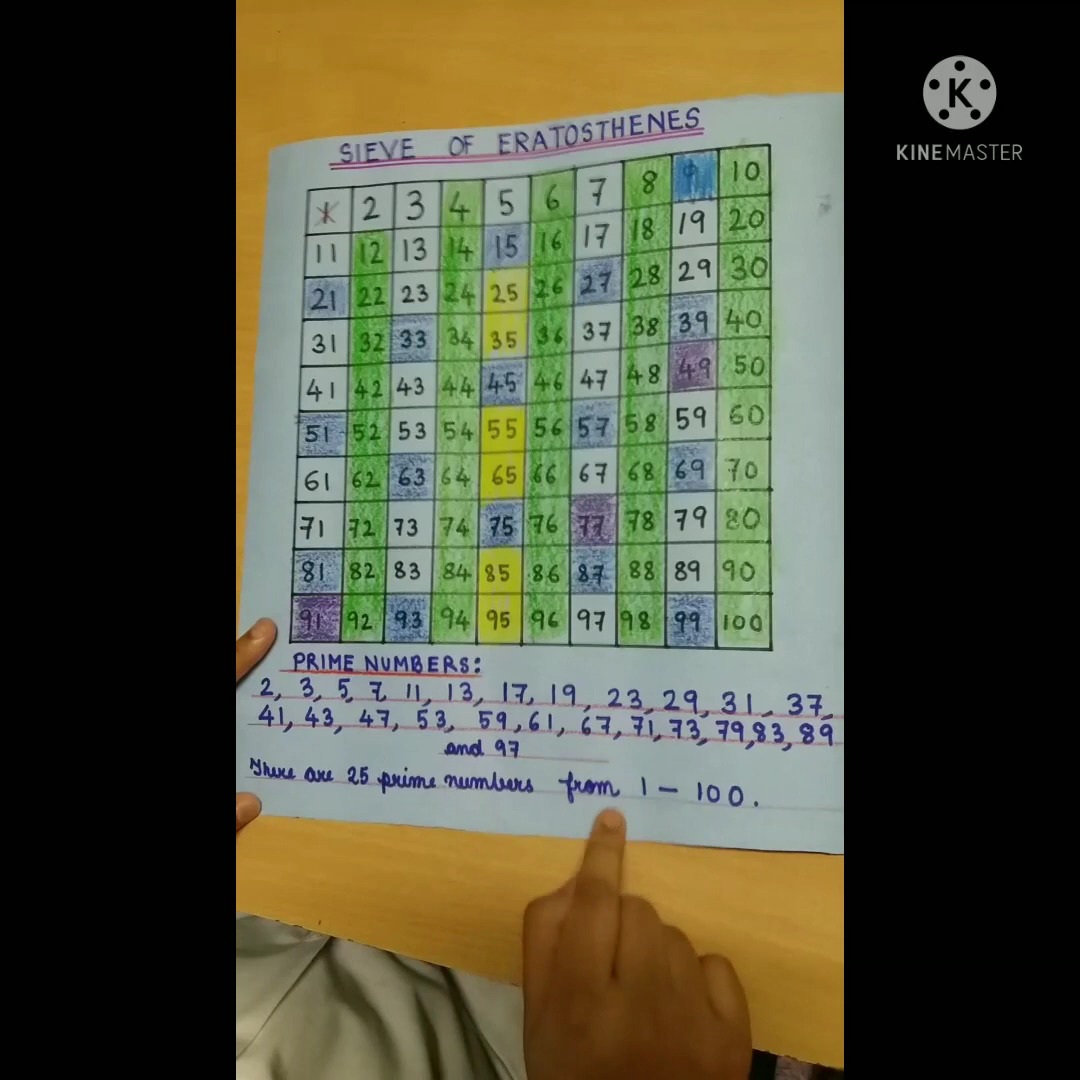 SIEVE OF ERATOSTHENES
1 2 3 4 5 6 7 8 9 10
11 12 13 14 15 16 17 18 19 20
21 22 23 24 25 26 27 28 29 30
31 32 33 34 35 36 37 38 39 40
41 42 43 44 45 46 47 48 49 50
51 52 53 54 55 56 57 58 59 60
61 62 63 64 65 66 67 68 69 70
71 72 73 74 75 76 77 78 79 80
81 82 83 84 85 86 87 88 89 90
91 92 93 94 95 96 97 98 99 100
PRIME NUMBERS:
2, 3, 5, 7, 11, 13, 17, 19, 23, 29, 31, 37,
41, 43, 47, 53, 59, 61, 67, 71, 73, 79, 83, 89
and 97
There are 25 prime numbers from 1 - 100.
K
KINEMASTER